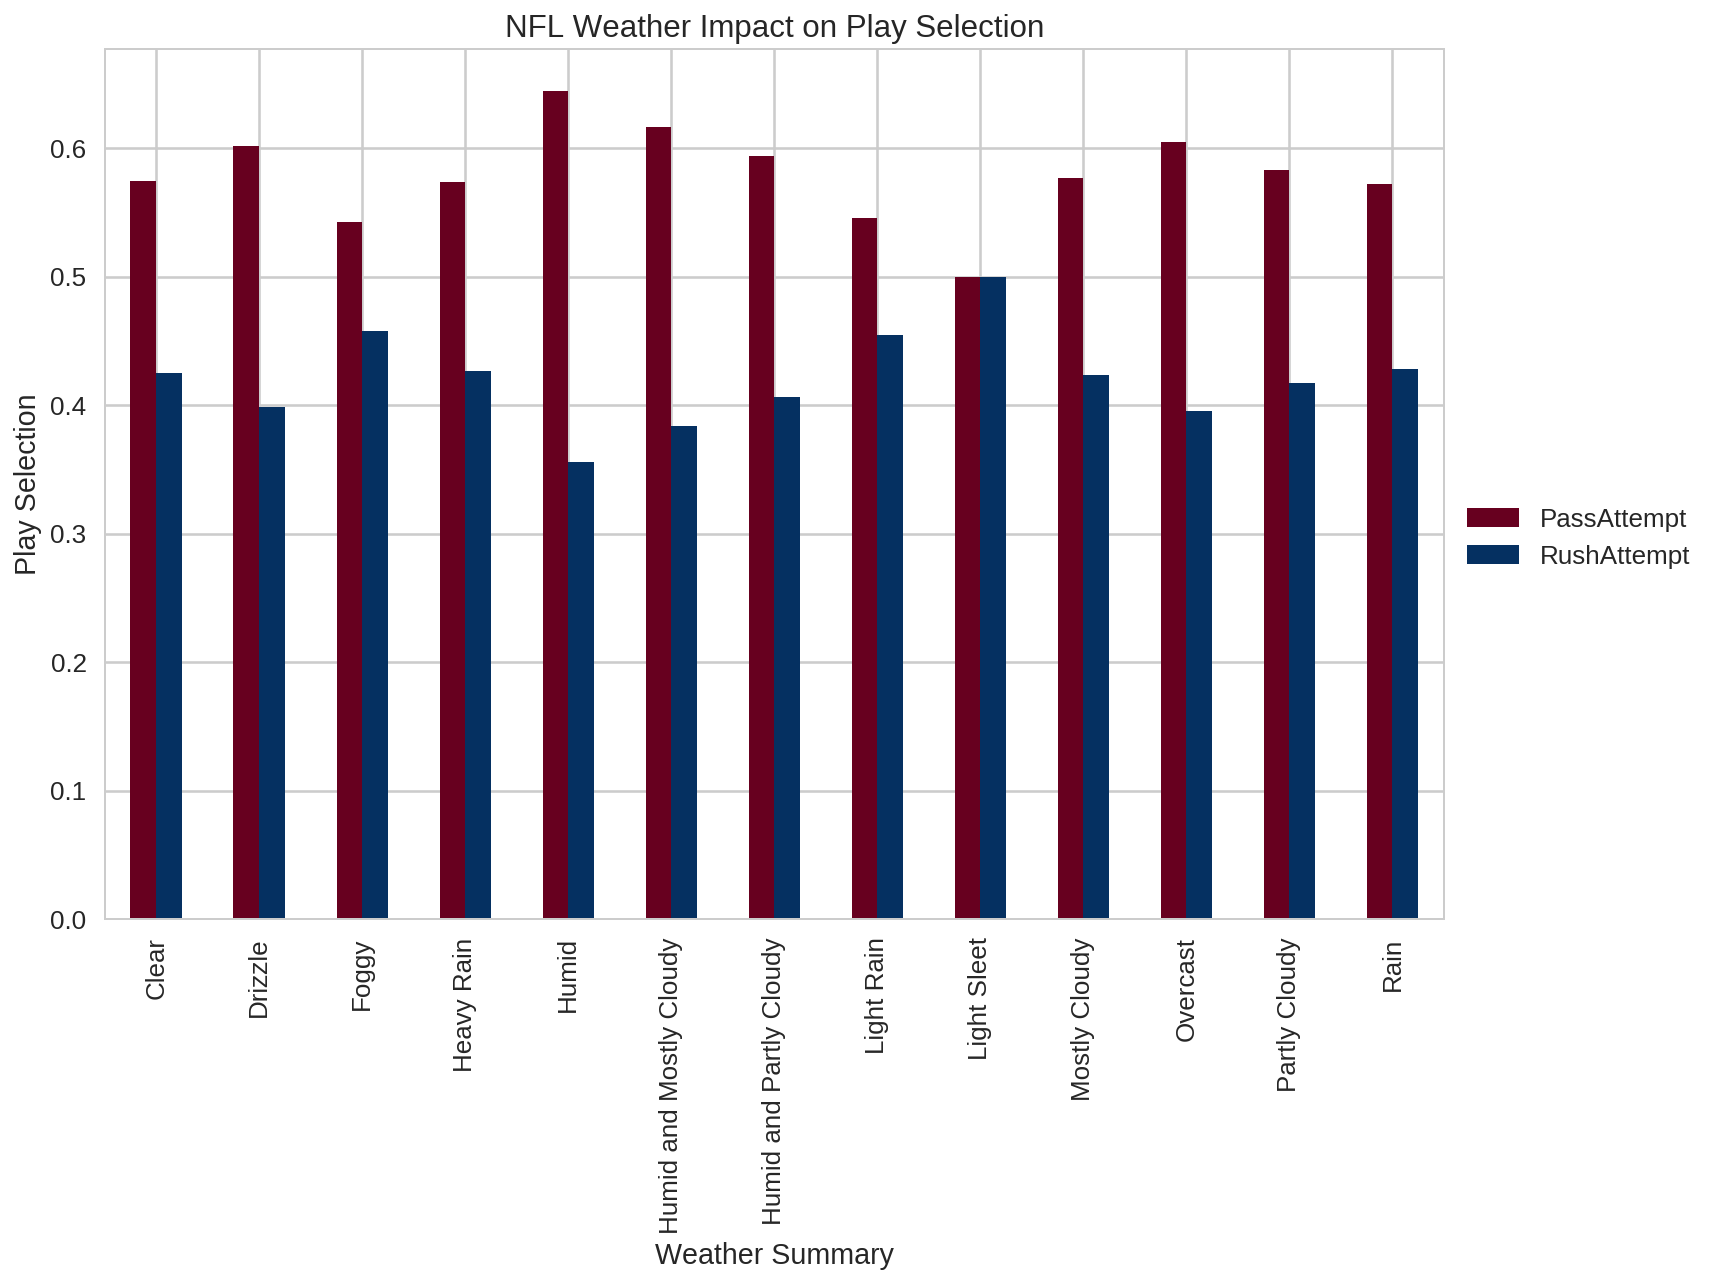 NFL Weather Impact on Play Selection
Play Selection
0.6
0.5
0.4
0.3
0.2
0.1
0.0
PassAttempt
RushAttempt
Clear
Drizzle
Foggy
Heavy Rain
Humid
Humid and Mostly Cloudy
Humid and Partly Cloudy
Light Rain
Light Sleet
Mostly Cloudy
Overcast
Partly Cloudy
Rain
Weather Summary